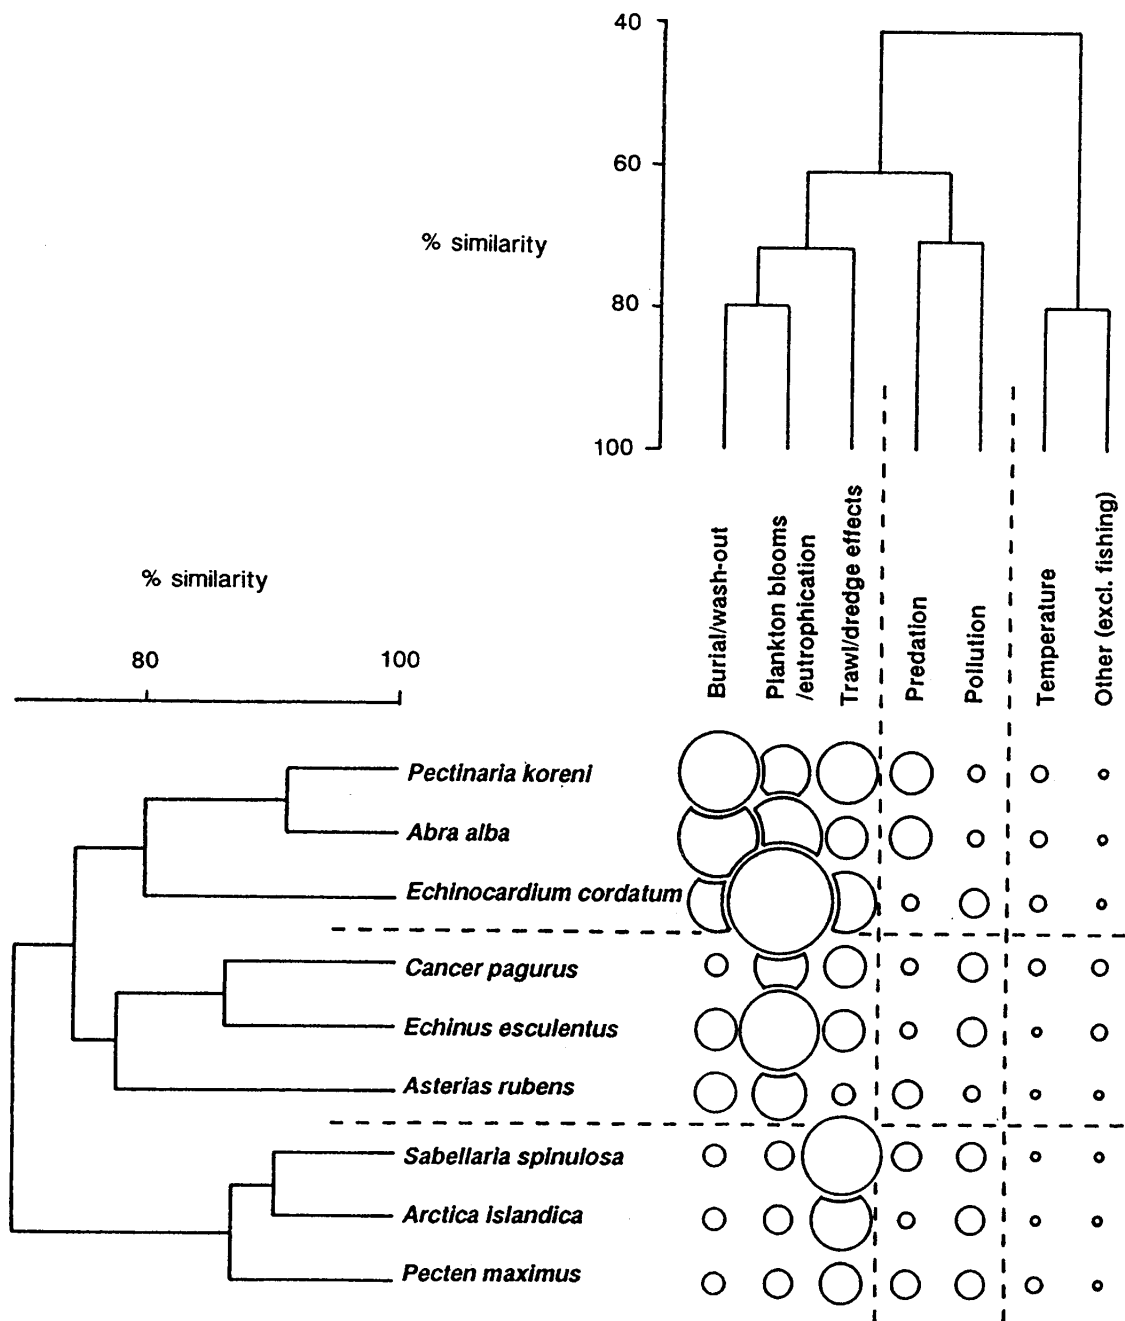 40
60
% similarity
80
100
Burial/wash-out
Plankton blooms
/eutrophication
Trawl/dredge effects
Predation
Pollution
Temperature
Other (excl. fishing)
% similarity
80
100
Pectinaria koreni
Abra alba
Echinocardium cordatum
Cancer pagurus
Echinus esculentus
Asterias rubens
Sabellaria spinulosa
Arctica islandica
Pecten maximus